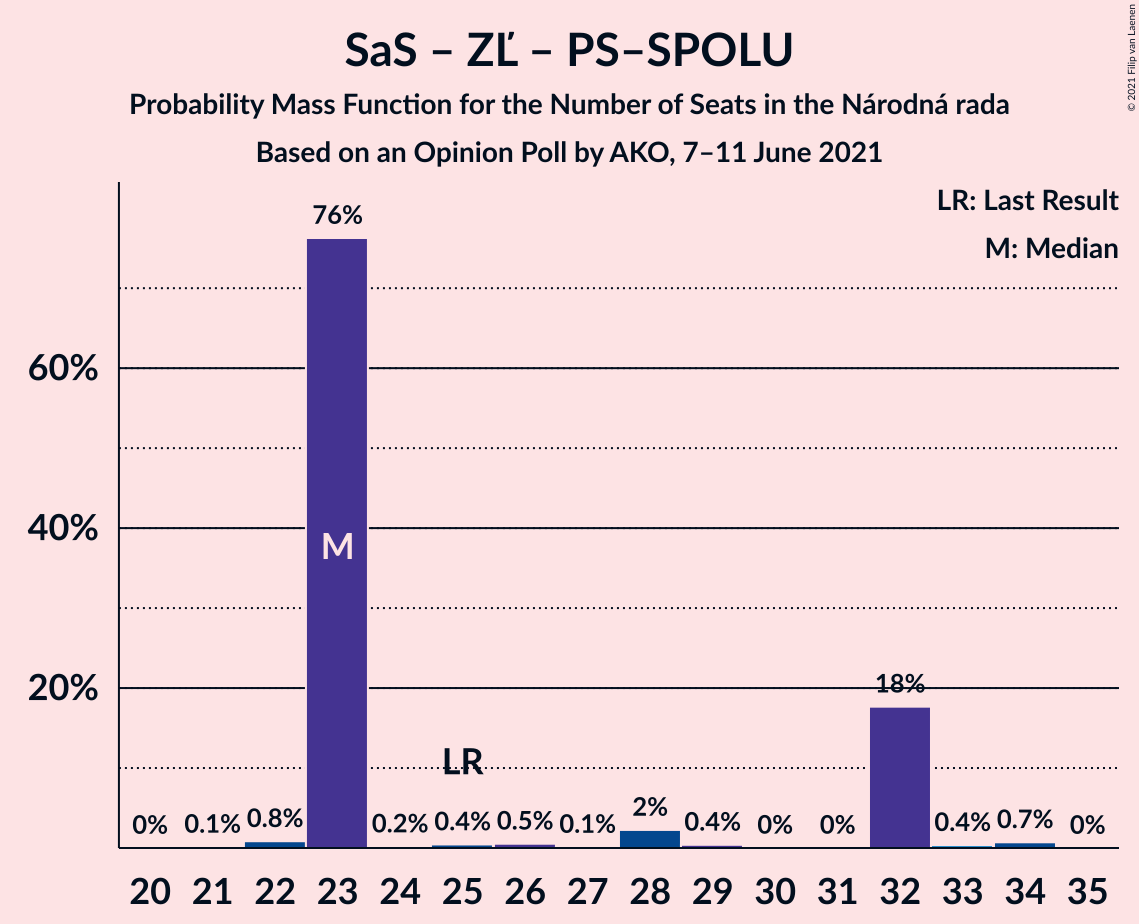 SaS – ZĽ – PS–SPOLU
Probability Mass Function for the Number of Seats in the Národná rada
Based on an Opinion Poll by AKO, 7–11 June 2021
© 2021 Filip van Laenen
LR: Last Result
M: Median
60%
40%
20%
0% 0.1% 0.8% 76% 0.2% 0.4% 0.5% 0.1% 2% 0.4% 0% 0% 18% 0.4% 0.7% 0%
M
LR
20 21 22 23 24 25 26 27 28 29 30 31 32 33 34 35